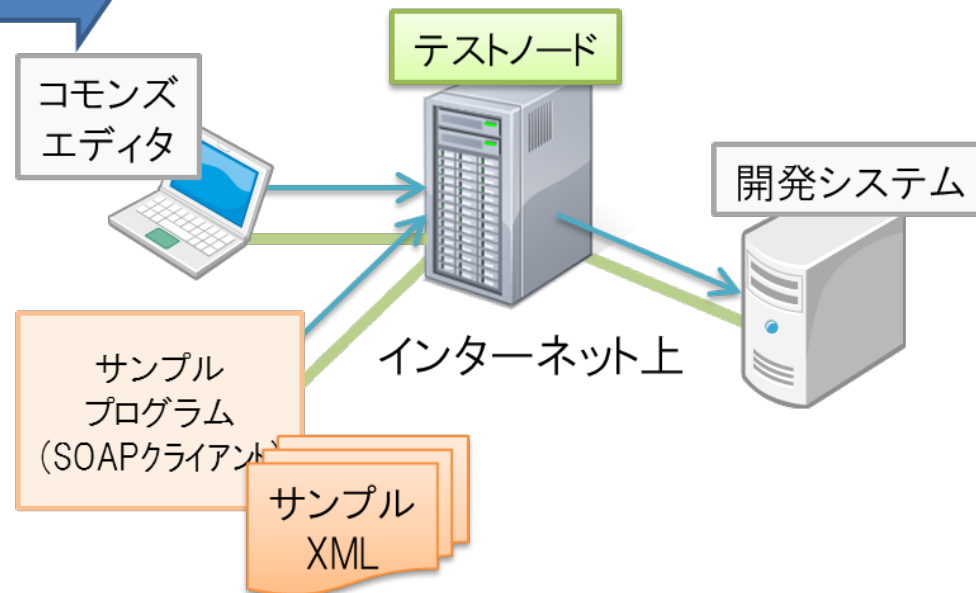 テストノード
コモンズ
エディタ
開発システム
インターネット上
サンプル
プログラム
(SOAPクライアント)
サンプル
XML